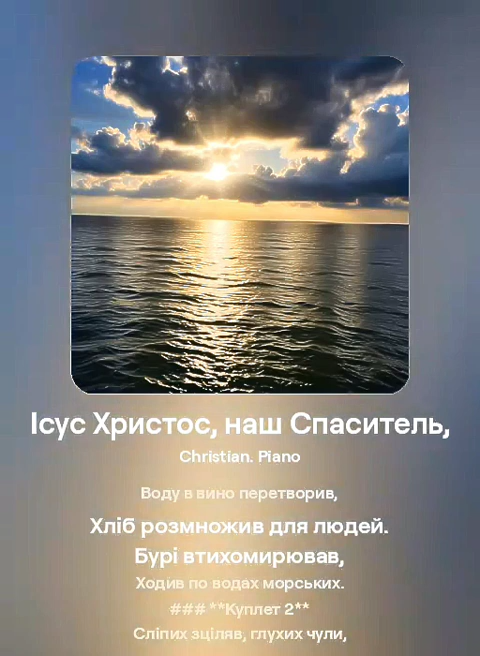 Ісус Христос, наш Спаситель,
Christian. Piano
Воду в вино перетворив,
Хліб розмножив для людей.
Бурі втихомирював,
Ходив по водах морських.
### **Куплет 2**
Сліпих зціляв, глухих чули,